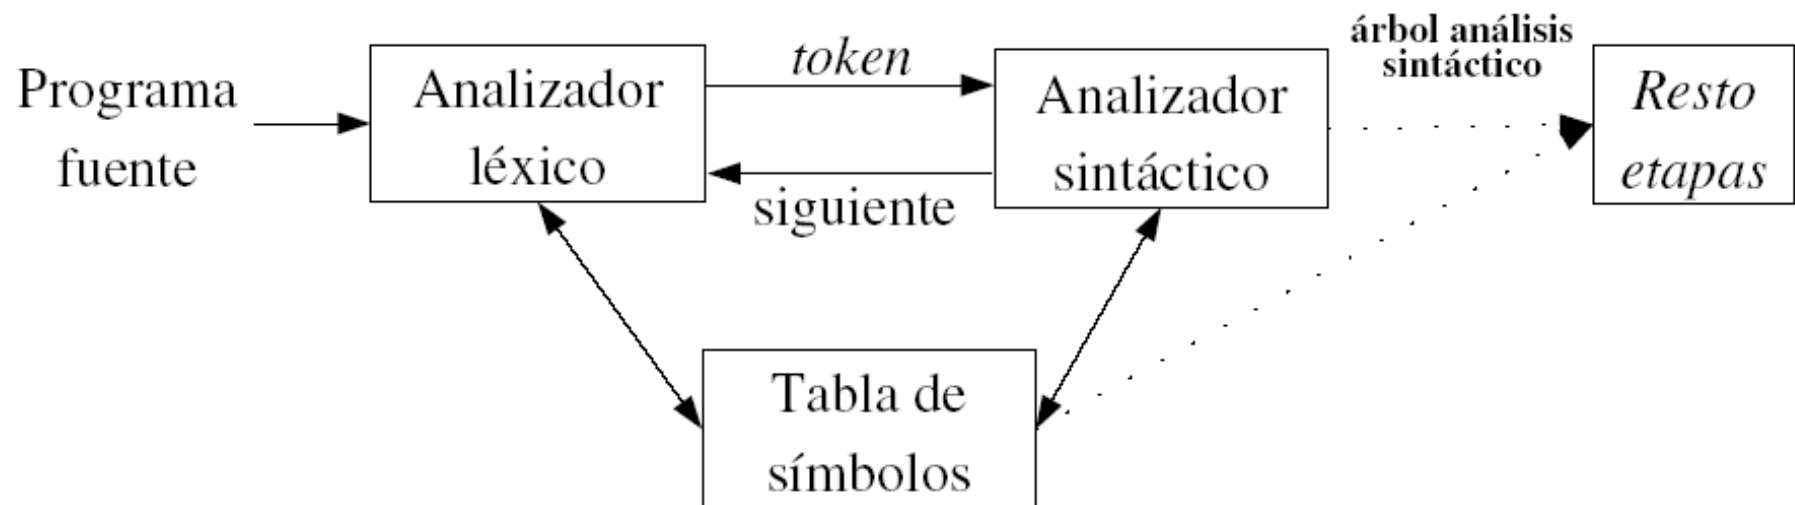 Programa
fuente
Analizador
léxico
token
siguiente
Analizador
sintáctico
árbol análisis
sintáctico
Resto
etapas
Tabla de
símbolos